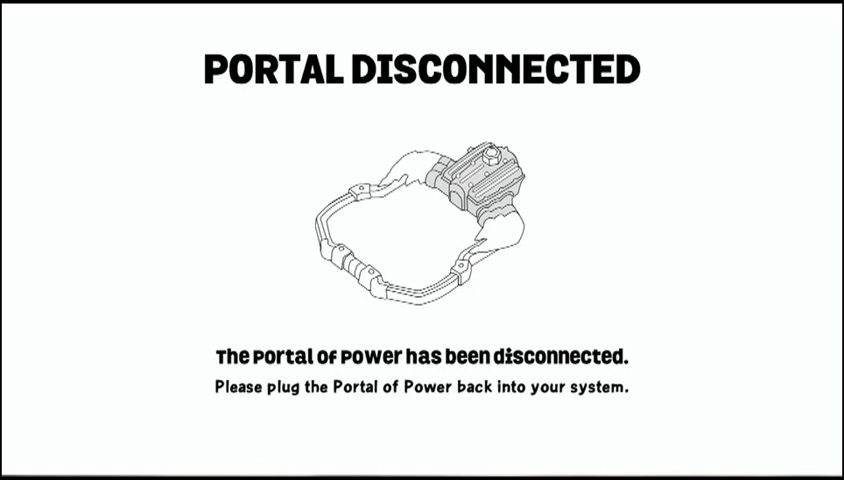 PORTAL DISCONNECTED
The Portal of Power has been disconnected.
Please plug the Portal of Power back into your system.